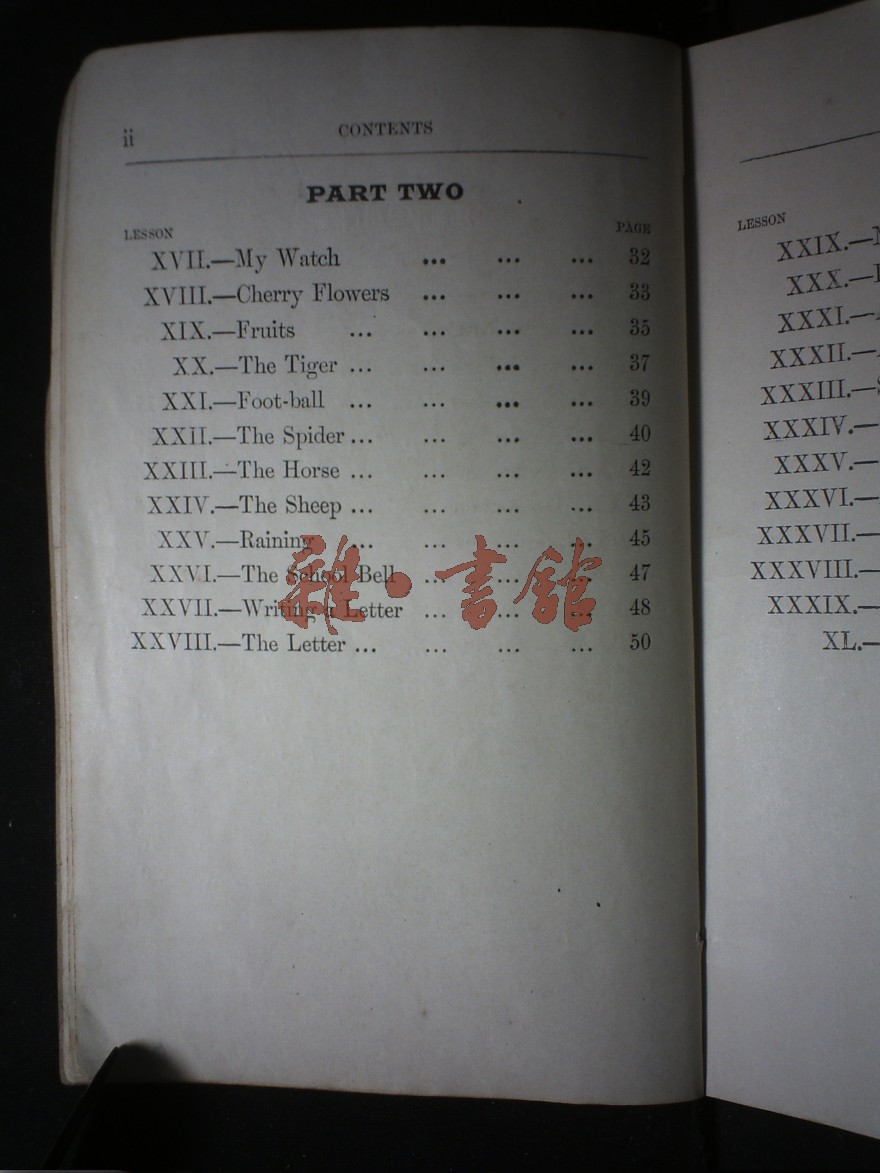 ii CONTENTS
PART TWO
LESSON PAGE
XVII.—My Watch ... ... ... 32
XVIII.—Cherry Flowers ... ... ... 33
XIX.—Fruits ... ... ... ... 35
XX.—The Tiger ... ... ... ... 37
XXI.—Foot-ball ... ... ... ... 39
XXII.—The Spider ... ... ... ... 40
XXIII.—The Horse ... ... ... ... 42
XXIV.—The Sheep ... ... ... ... 43
XXV.—Raining ... ... ... ... 45
XXVI.—The School Bell ... ... ... 47
XXVII.—Writing a Letter ... ... ... 48
XXVIII.—The Letter ... ... ... ... 50
雜·書館
LESSON
XXIX.—
XXX.—
XXXI.—
XXXII.—
XXXIII.—
XXXIV.—
XXXV.—
XXXVI.—
XXXVII.—
XXXVIII.—
XXXIX.—
XL.—